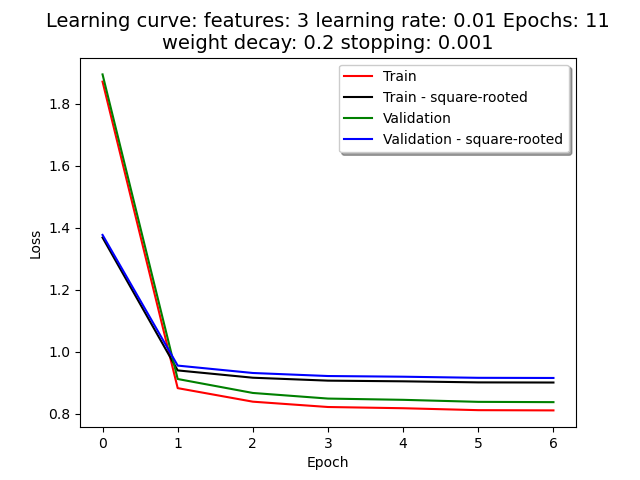 Learning curve: features: 3 learning rate: 0.01 Epochs: 11
weight decay: 0.2 stopping: 0.001
Train
Train - square-rooted
Validation
Validation - square-rooted
Loss
1.8
1.6
1.4
1.2
1.0
0.8
0 1 2 3 4 5 6
Epoch